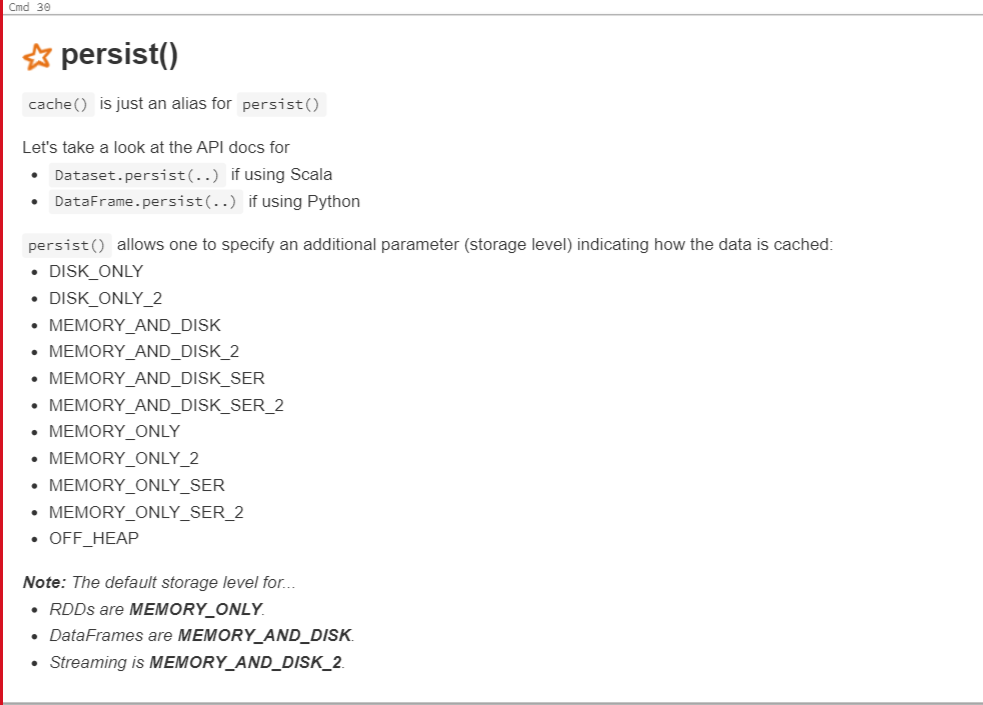 Cmd 30
persist()
cache() is just an alias for persist()
Let's take a look at the API docs for
• Dataset.persist(..) if using Scala
• DataFrame.persist(..) if using Python
persist() allows one to specify an additional parameter (storage level) indicating how the data is cached:
• DISK_ONLY
• DISK_ONLY_2
• MEMORY_AND_DISK
• MEMORY_AND_DISK_2
• MEMORY_AND_DISK_SER
• MEMORY_AND_DISK_SER_2
• MEMORY_ONLY
• MEMORY_ONLY_2
• MEMORY_ONLY_SER
• MEMORY_ONLY_SER_2
• OFF_HEAP
Note: The default storage level for...
• RDDs are MEMORY_ONLY.
• DataFrames are MEMORY_AND_DISK.
• Streaming is MEMORY_AND_DISK_2.